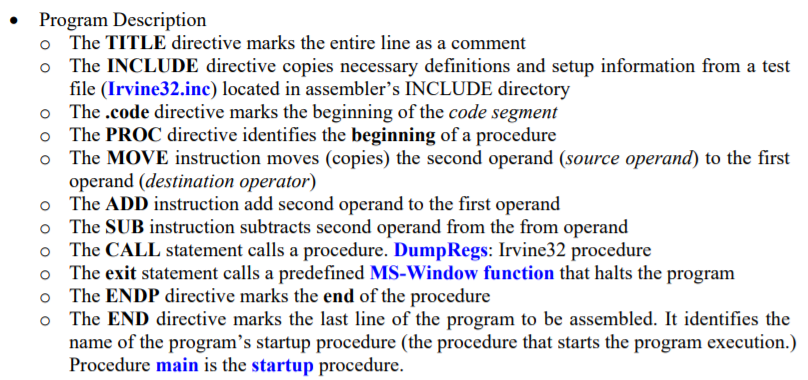 • Program Description
o The TITLE directive marks the entire line as a comment
o The INCLUDE directive copies necessary definitions and setup information from a test
file (Irvine32.inc) located in assembler's INCLUDE directory
o The .code directive marks the beginning of the code segment
o The PROC directive identifies the beginning of a procedure
o The MOVE instruction moves (copies) the second operand (source operand) to the first
operand (destination operator)
o The ADD instruction add second operand to the first operand
o The SUB instruction subtracts second operand from the from operand
o The CALL statement calls a procedure. DumpRegs: Irvine32 procedure
o The exit statement calls a predefined MS-Window function that halts the program
o The ENDP directive marks the end of the procedure
o The END directive marks the last line of the program to be assembled. It identifies the
name of the program's startup procedure (the procedure that starts the program execution.)
Procedure main is the startup procedure.